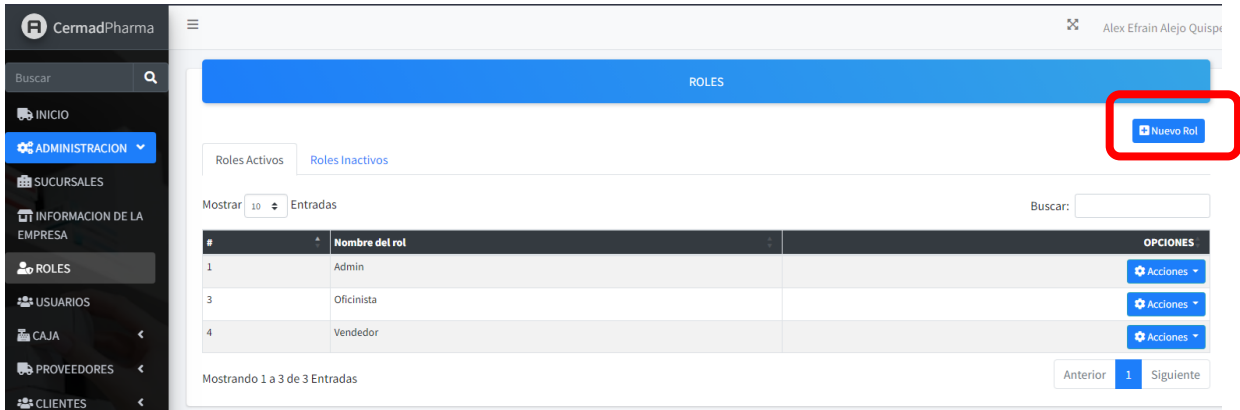 CermadPharma
Alex Efrain Alejo Quispe
Buscar
ROLES
INICIO
Nuevo Rol
ADMINISTRACION
Roles Activos Roles Inactivos
SUCURSALES
Mostrar 10 Entradas Buscar:
INFORMACION DE LA
EMPRESA
# Nombre del rol OPCIONES
ROLES
1 Admin Acciones
USUARIOS
3 Oficinista Acciones
CAJA
4 Vendedor Acciones
PROVEEDORES
Mostrando 1 a 3 de 3 Entradas Anterior 1 Siguiente
CLIENTES